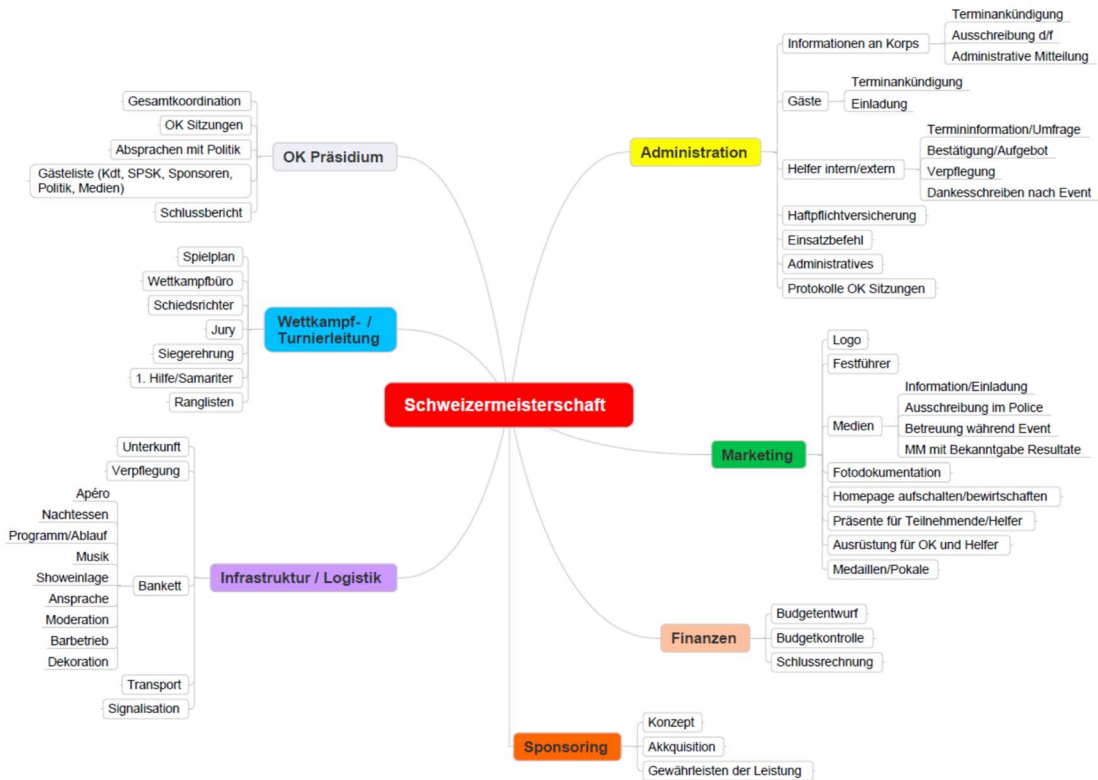 Schweizermeisterschaft
OK Präsidium
Gesamtkoordination
OK Sitzungen
Absprachen mit Politik
Gästeliste (Kdt, SPSK, Sponsoren,
Politik, Medien)
Schlussbericht
Wettkampf- /
Turnierleitung
Spielplan
Wettkampfbüro
Schiedsrichter
Jury
Siegerehrung
1. Hilfe/Samariter
Ranglisten
Infrastruktur / Logistik
Unterkunft
Verpflegung
Bankett
Apéro
Nachtessen
Programm/Ablauf
Musik
Showeinlage
Ansprache
Moderation
Barbetrieb
Dekoration
Transport
Signalisation
Administration
Informationen an Korps
Terminankündigung
Ausschreibung d/f
Administrative Mitteilung
Gäste
Terminankündigung
Einladung
Helfer intern/extern
Termininformation/Umfrage
Bestätigung/Aufgebot
Verpflegung
Dankesschreiben nach Event
Haftpflichtversicherung
Einsatzbefehl
Administratives
Protokolle OK Sitzungen
Marketing
Logo
Festführer
Medien
Information/Einladung
Ausschreibung im Police
Betreuung während Event
MM mit Bekanntgabe Resultate
Fotodokumentation
Homepage aufschalten/bewirtschaften
Präsente für Teilnehmende/Helfer
Ausrüstung für OK und Helfer
Medaillen/Pokale
Finanzen
Budgetentwurf
Budgetkontrolle
Schlussrechnung
Sponsoring
Konzept
Akkquisition
Gewährleisten der Leistung